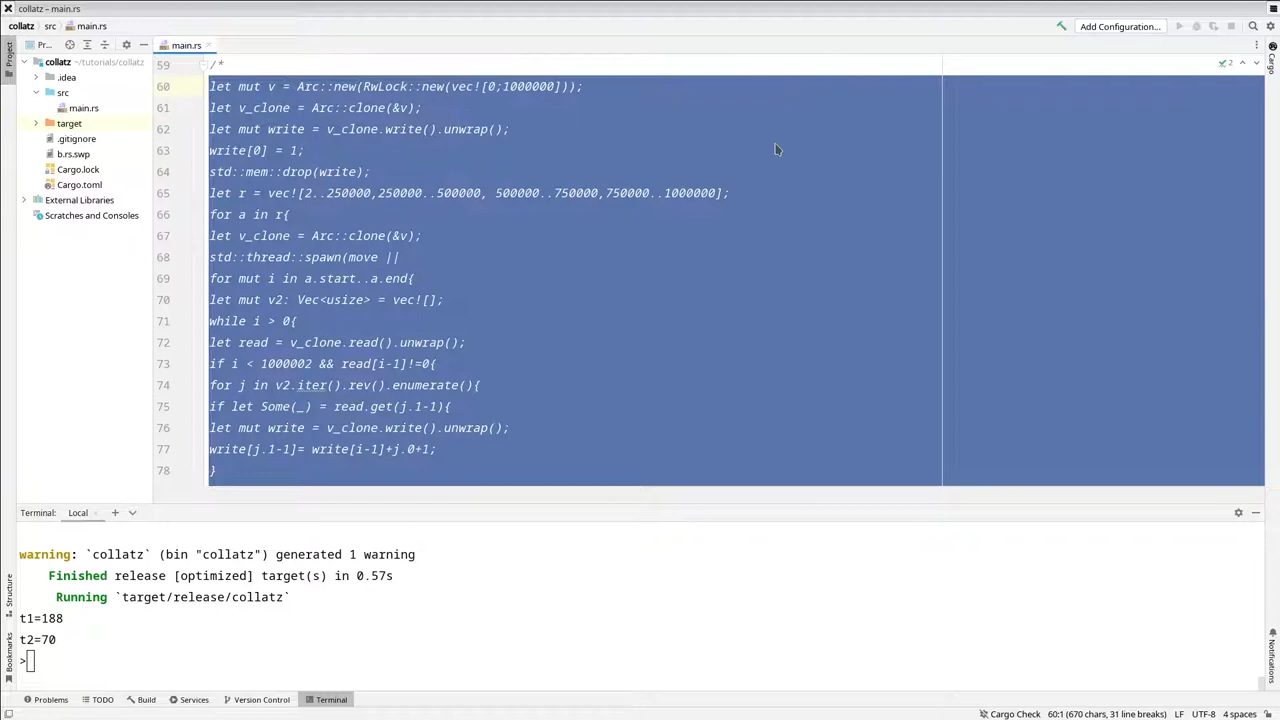 collatz – main.rs
collatz src main.rs Add Configuration...
Project Pr... main.rs Cargo
collatz ~/tutorials/collatz
.idea
src
main.rs
target
.gitignore
b.rs.swp
Cargo.lock
Cargo.toml
External Libraries
Scratches and Consoles
2
59 /*
60 let mut v = Arc::new(RwLock::new(vec![0;1000000]));
61 let v_clone = Arc::clone(&v);
62 let mut write = v_clone.write().unwrap();
63 write[0] = 1;
64 std::mem::drop(write);
65 let r = vec![2..250000,250000..500000, 500000..750000,750000..1000000];
66 for a in r{
67 let v_clone = Arc::clone(&v);
68 std::thread::spawn(move ||
69 for mut i in a.start..a.end{
70 let mut v2: Vec<usize> = vec![];
71 while i > 0{
72 let read = v_clone.read().unwrap();
73 if i < 1000002 && read[i-1]!=0{
74 for j in v2.iter().rev().enumerate(){
75 if let Some(_) = read.get(j.1-1){
76 let mut write = v_clone.write().unwrap();
77 write[j.1-1]= write[i-1]+j.0+1;
78 }
Terminal: Local
warning: `collatz` (bin "collatz") generated 1 warning
Finished release [optimized] target(s) in 0.57s
Running `target/release/collatz`
t1=188
t2=70
>
Structure
Bookmarks
Notifications
Problems TODO Build Services Version Control Terminal
Cargo Check 60:1 (670 chars, 31 line breaks) LF UTF-8 4 spaces